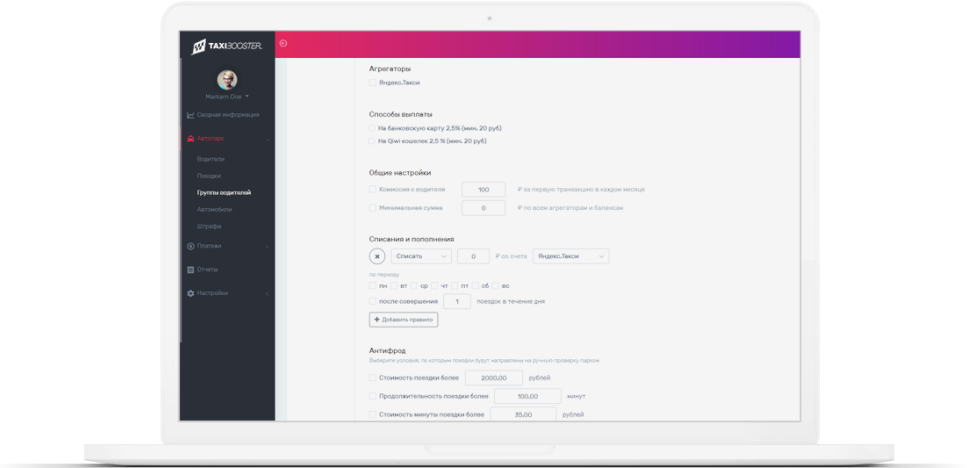 TAXIBOOSTER.
Mariiam Doe
Сводная информация
Автопарк
Водители
Поездки
Группы водителей
Автомобили
Штрафы
Платежи
Отчеты
Настройки
Агрегаторы
Яндекс.Такси
Способы выплаты
На банковскую карту 2,5% (мин. 20 руб)
На Qiwi кошелек 2,5 % (мин. 20 руб)
Общие настройки
Комиссия с водителя 100 ₽ за первую транзакцию в каждом месяце
Минимальная сумма 0 ₽ по всем агрегаторам и балансам
Списания и пополнения
Списать 0 ₽ со счета Яндекс.Такси
по периоду
пн вт ср чт пт сб вс
после совершения 1 поездок в течение дня
+ Добавить правило
Антифрод
Выберите условия, по которым поездки будут направлены на ручную проверку парком
Стоимость поездки более 2000,00 рублей
Продолжительность поездки более 100,00 минут
Стоимость минуты поездки более 35,00 рублей